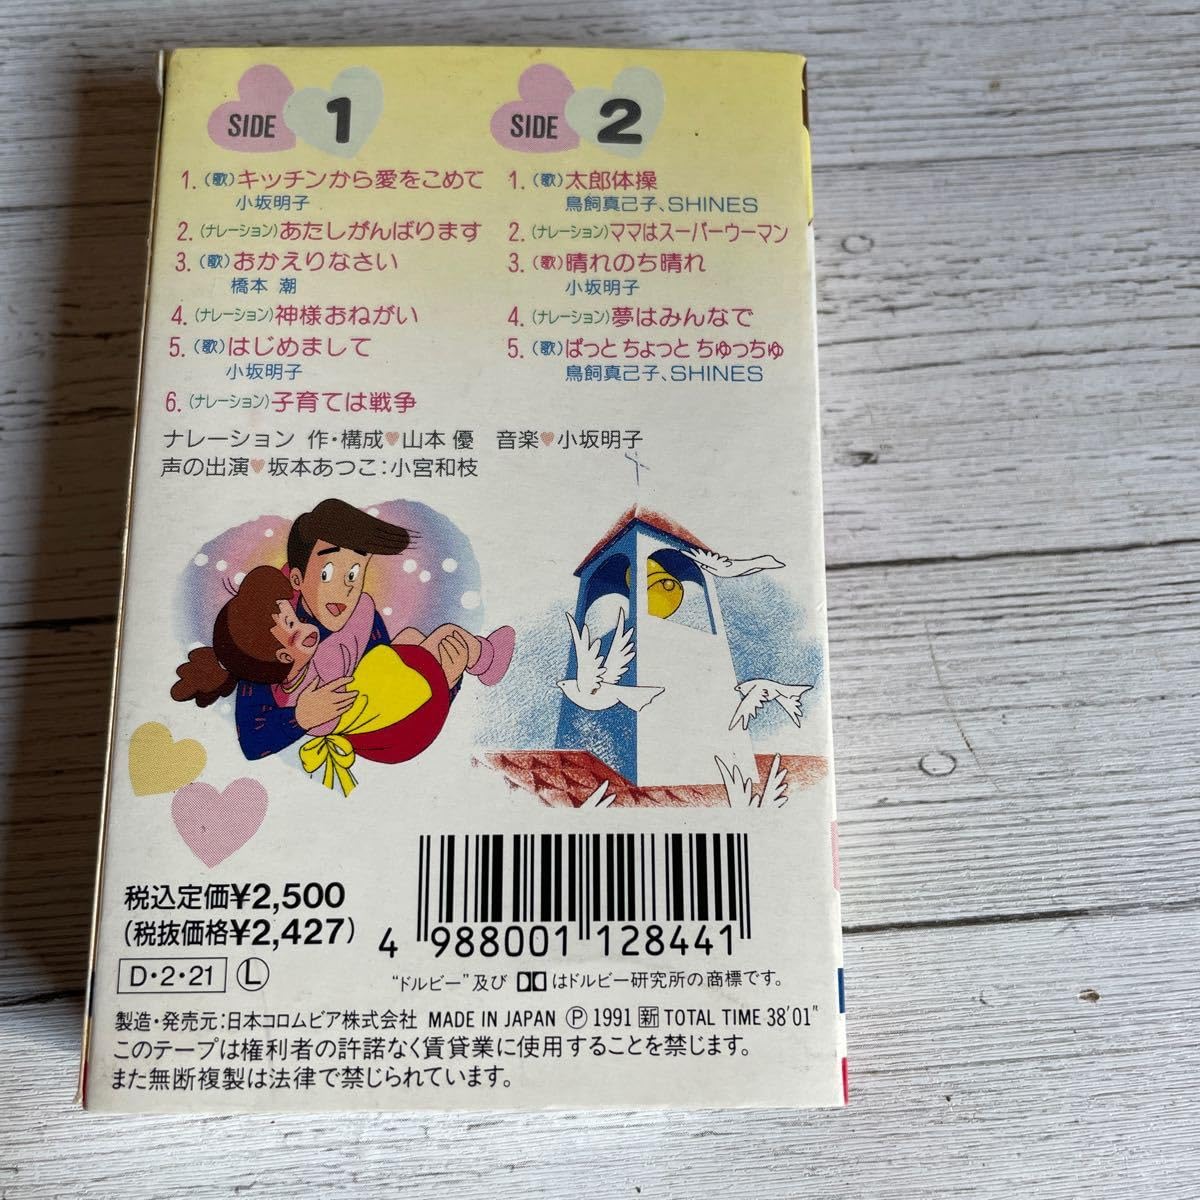 SIDE 1
1.(歌)キッチンから愛をこめて
小坂明子
2.(ナレーション)あたしがんばります
3.(歌)おかえりなさい
橋本 潮
4.(ナレーション)神様おねがい
5.(歌)はじめまして
小坂明子
6.(ナレーション)子育ては戦争
SIDE 2
1.(歌)太郎体操
鳥飼真己子、SHINES
2.(ナレーション)ママはスーパーウーマン
3.(歌)晴れのち晴れ
小坂明子
4.(ナレーション)夢はみんなで
5.(歌)ぱっと ちょっと ちゅっちゅ
鳥飼真己子、SHINES
ナレーション 作・構成♥山本 優 音楽♥小坂明子
声の出演♥坂本あつこ:小宮和枝
税込定価¥2,500
(税抜価格¥2,427)
4 988001 128441
D・2・21 Ⓛ
“ドルビー”及び はドルビー研究所の商標です。
製造・発売元:日本コロムビア株式会社 MADE IN JAPAN Ⓟ 1991 新 TOTAL TIME 38'01"
このテープは権利者の許諾なく賃貸業に使用することを禁じます。
また無断複製は法律で禁じられています。